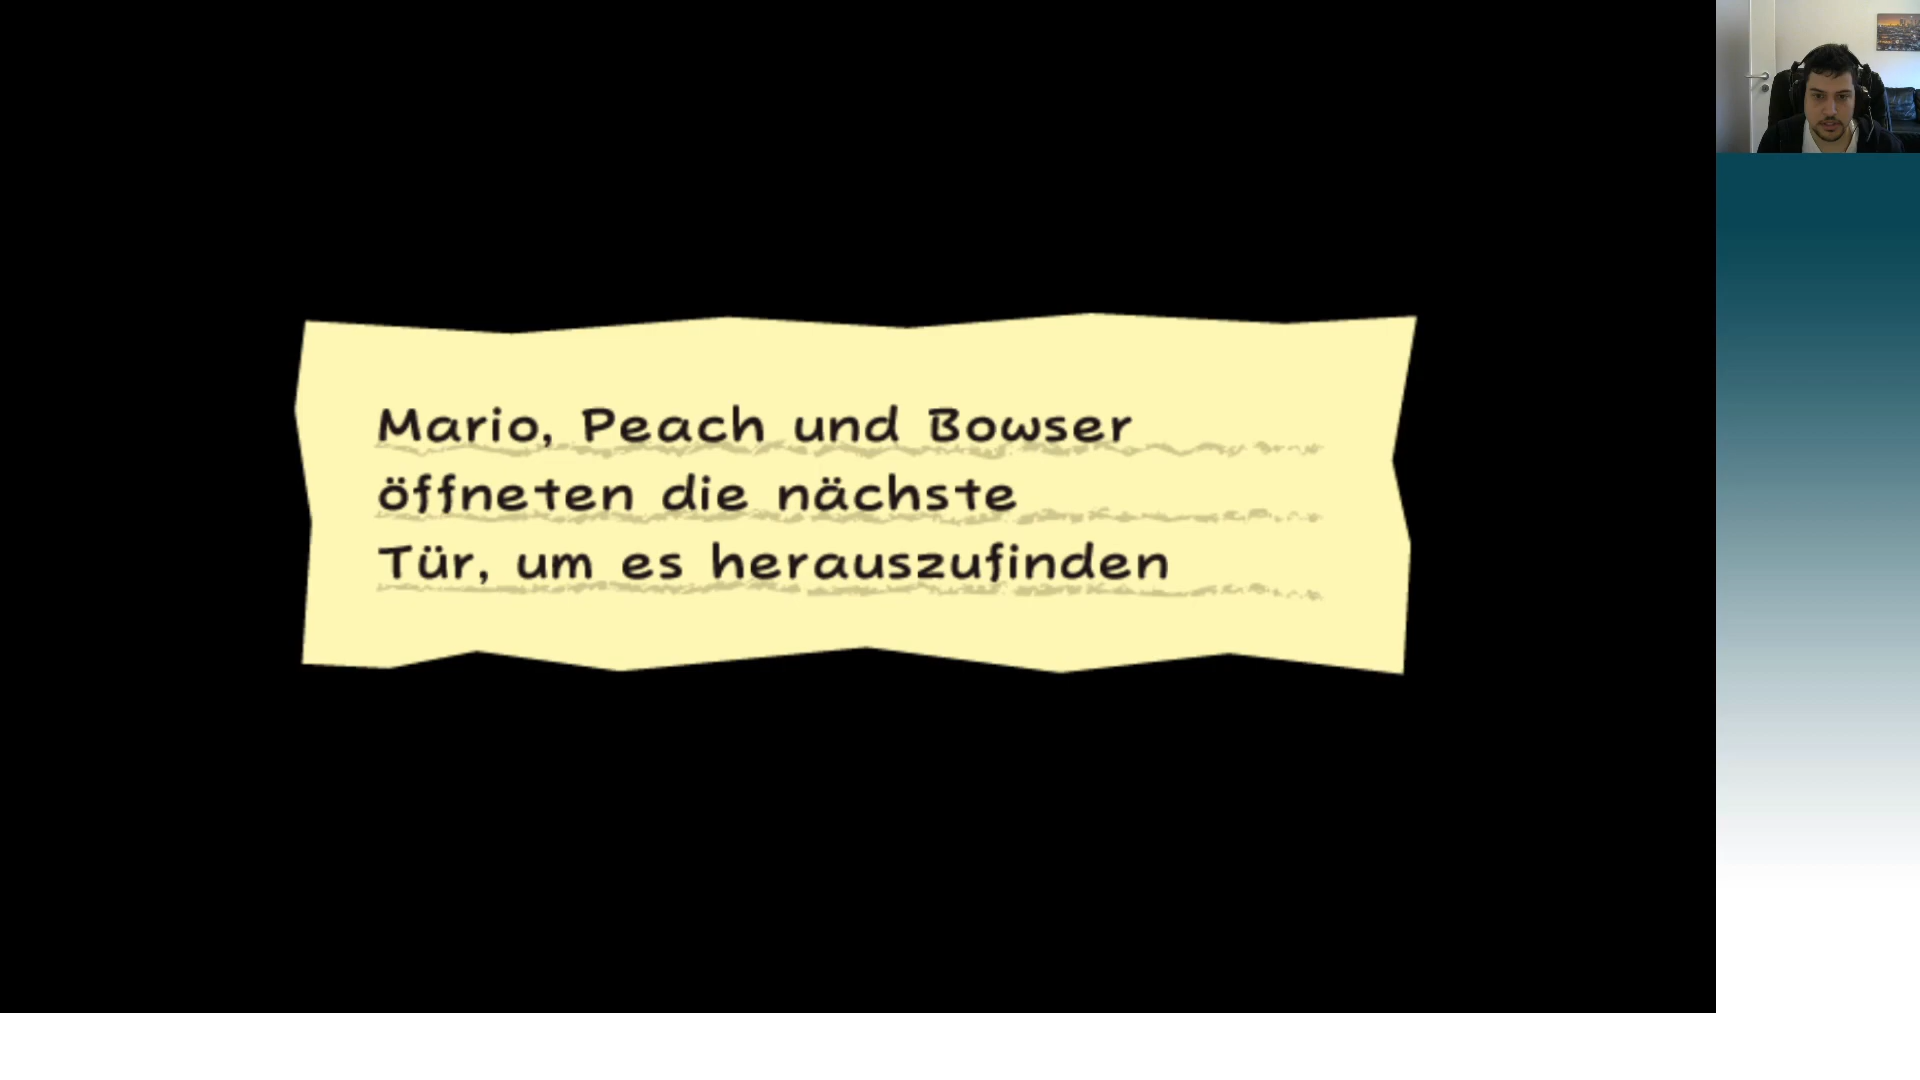 Mario, Peach und Bowser
öffneten die nächste
Tür, um es herauszufinden